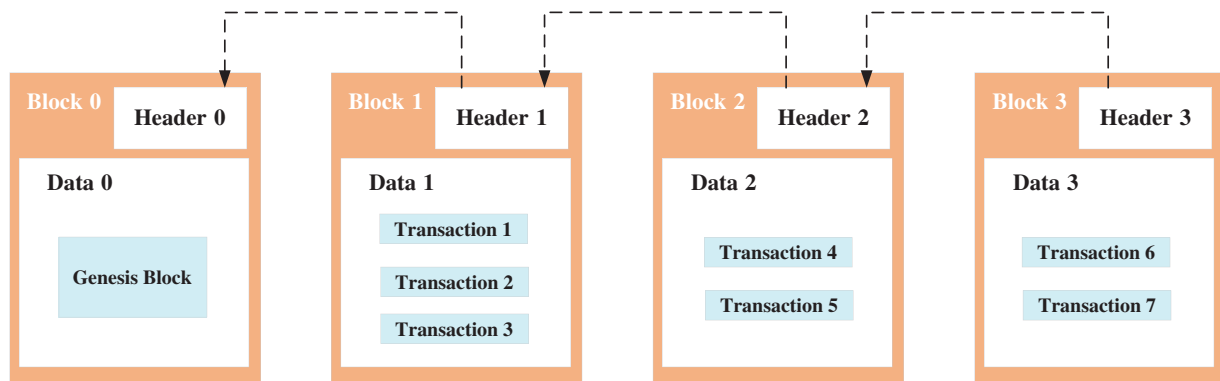 Block 0
Header 0
Data 0
Genesis Block
Block 1
Header 1
Data 1
Transaction 1
Transaction 2
Transaction 3
Block 2
Header 2
Data 2
Transaction 4
Transaction 5
Block 3
Header 3
Data 3
Transaction 6
Transaction 7